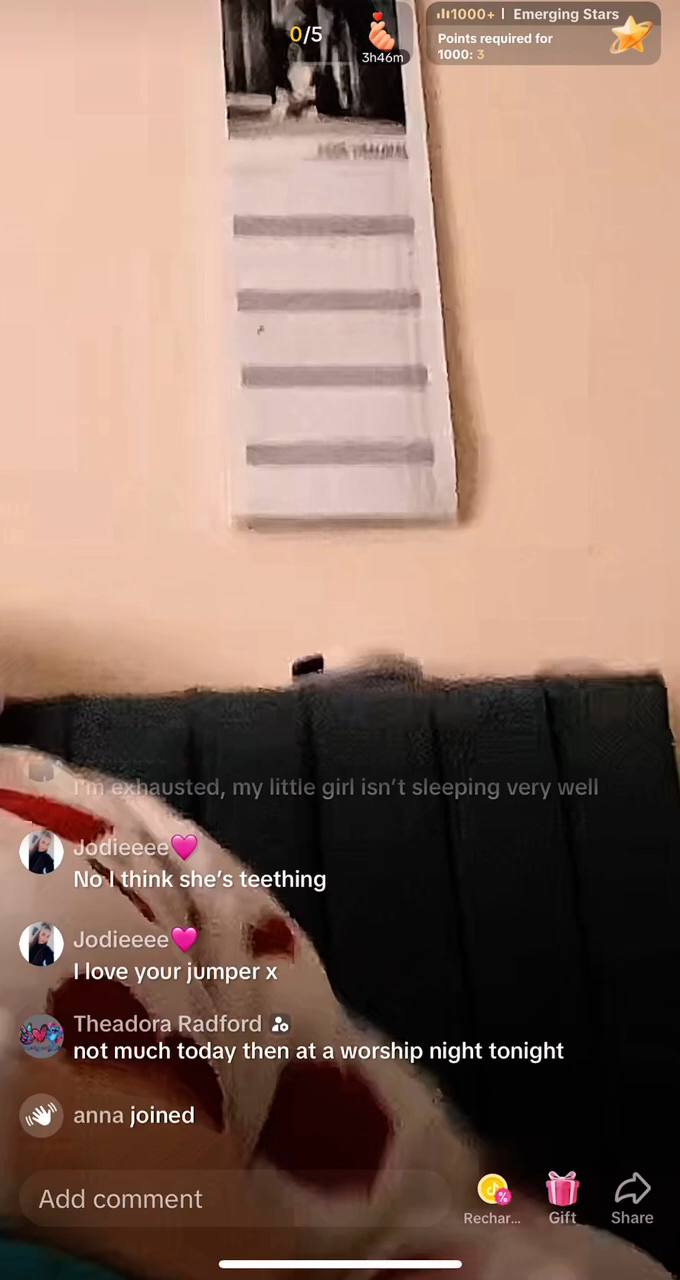 0/5
3h46m
1000+ | Emerging Stars
Points required for
1000: 3
I'm exhausted, my little girl isn't sleeping very well
Jodieeee🩷
No I think she's teething
Jodieeee🩷
I love your jumper x
Theadora Radford
not much today then at a worship night tonight
anna joined
Add comment
Rechar...
Gift
Share